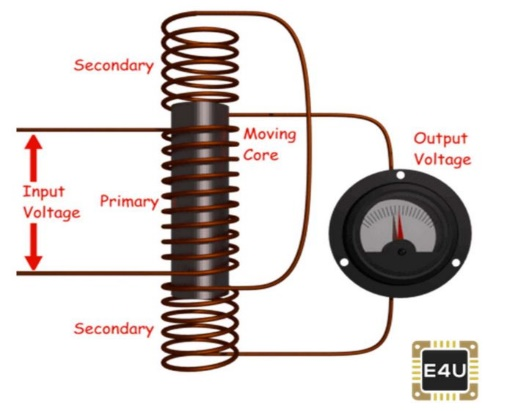 Secondary
Moving
Core
Output
Voltage
Input
Voltage
Primary
Secondary
E4U